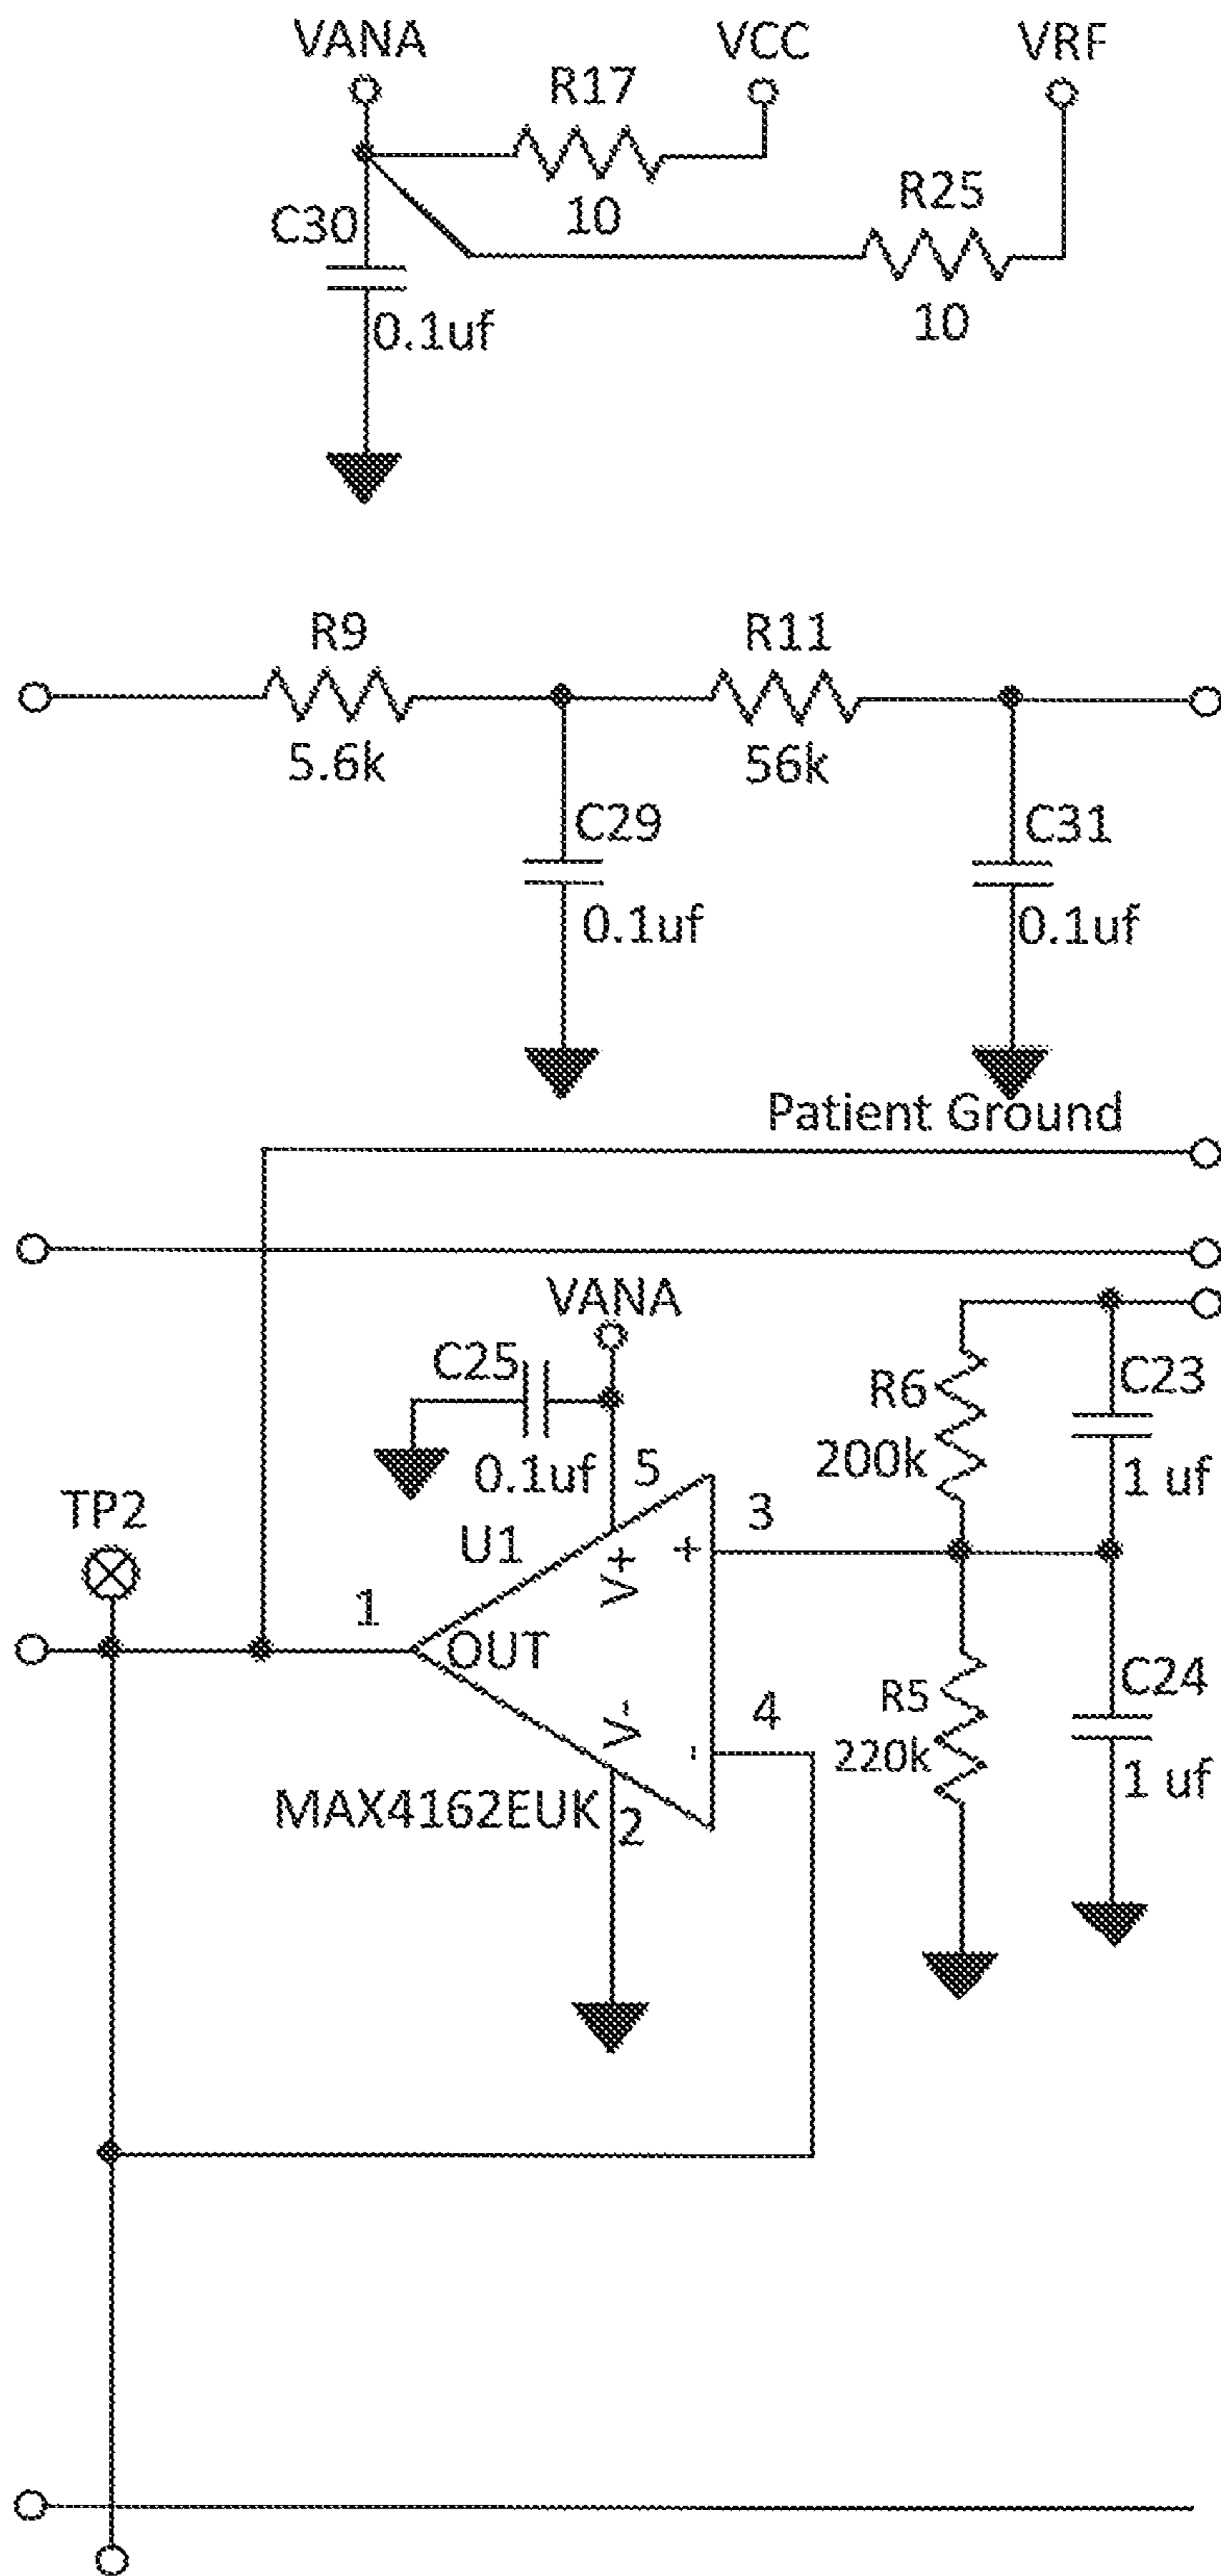 VANA
VCC
VRF
R17
10
R25
10
C30
0.1uf
R9
5.6k
R11
56k
C29
0.1uf
C31
0.1uf
Patient Ground
VANA
C25
0.1uf
5
R6
200k
C23
1 uf
TP2
U1
3
V+
+
1
OUT
V-
4
-
R5
220k
C24
1 uf
MAX4162EUK
2